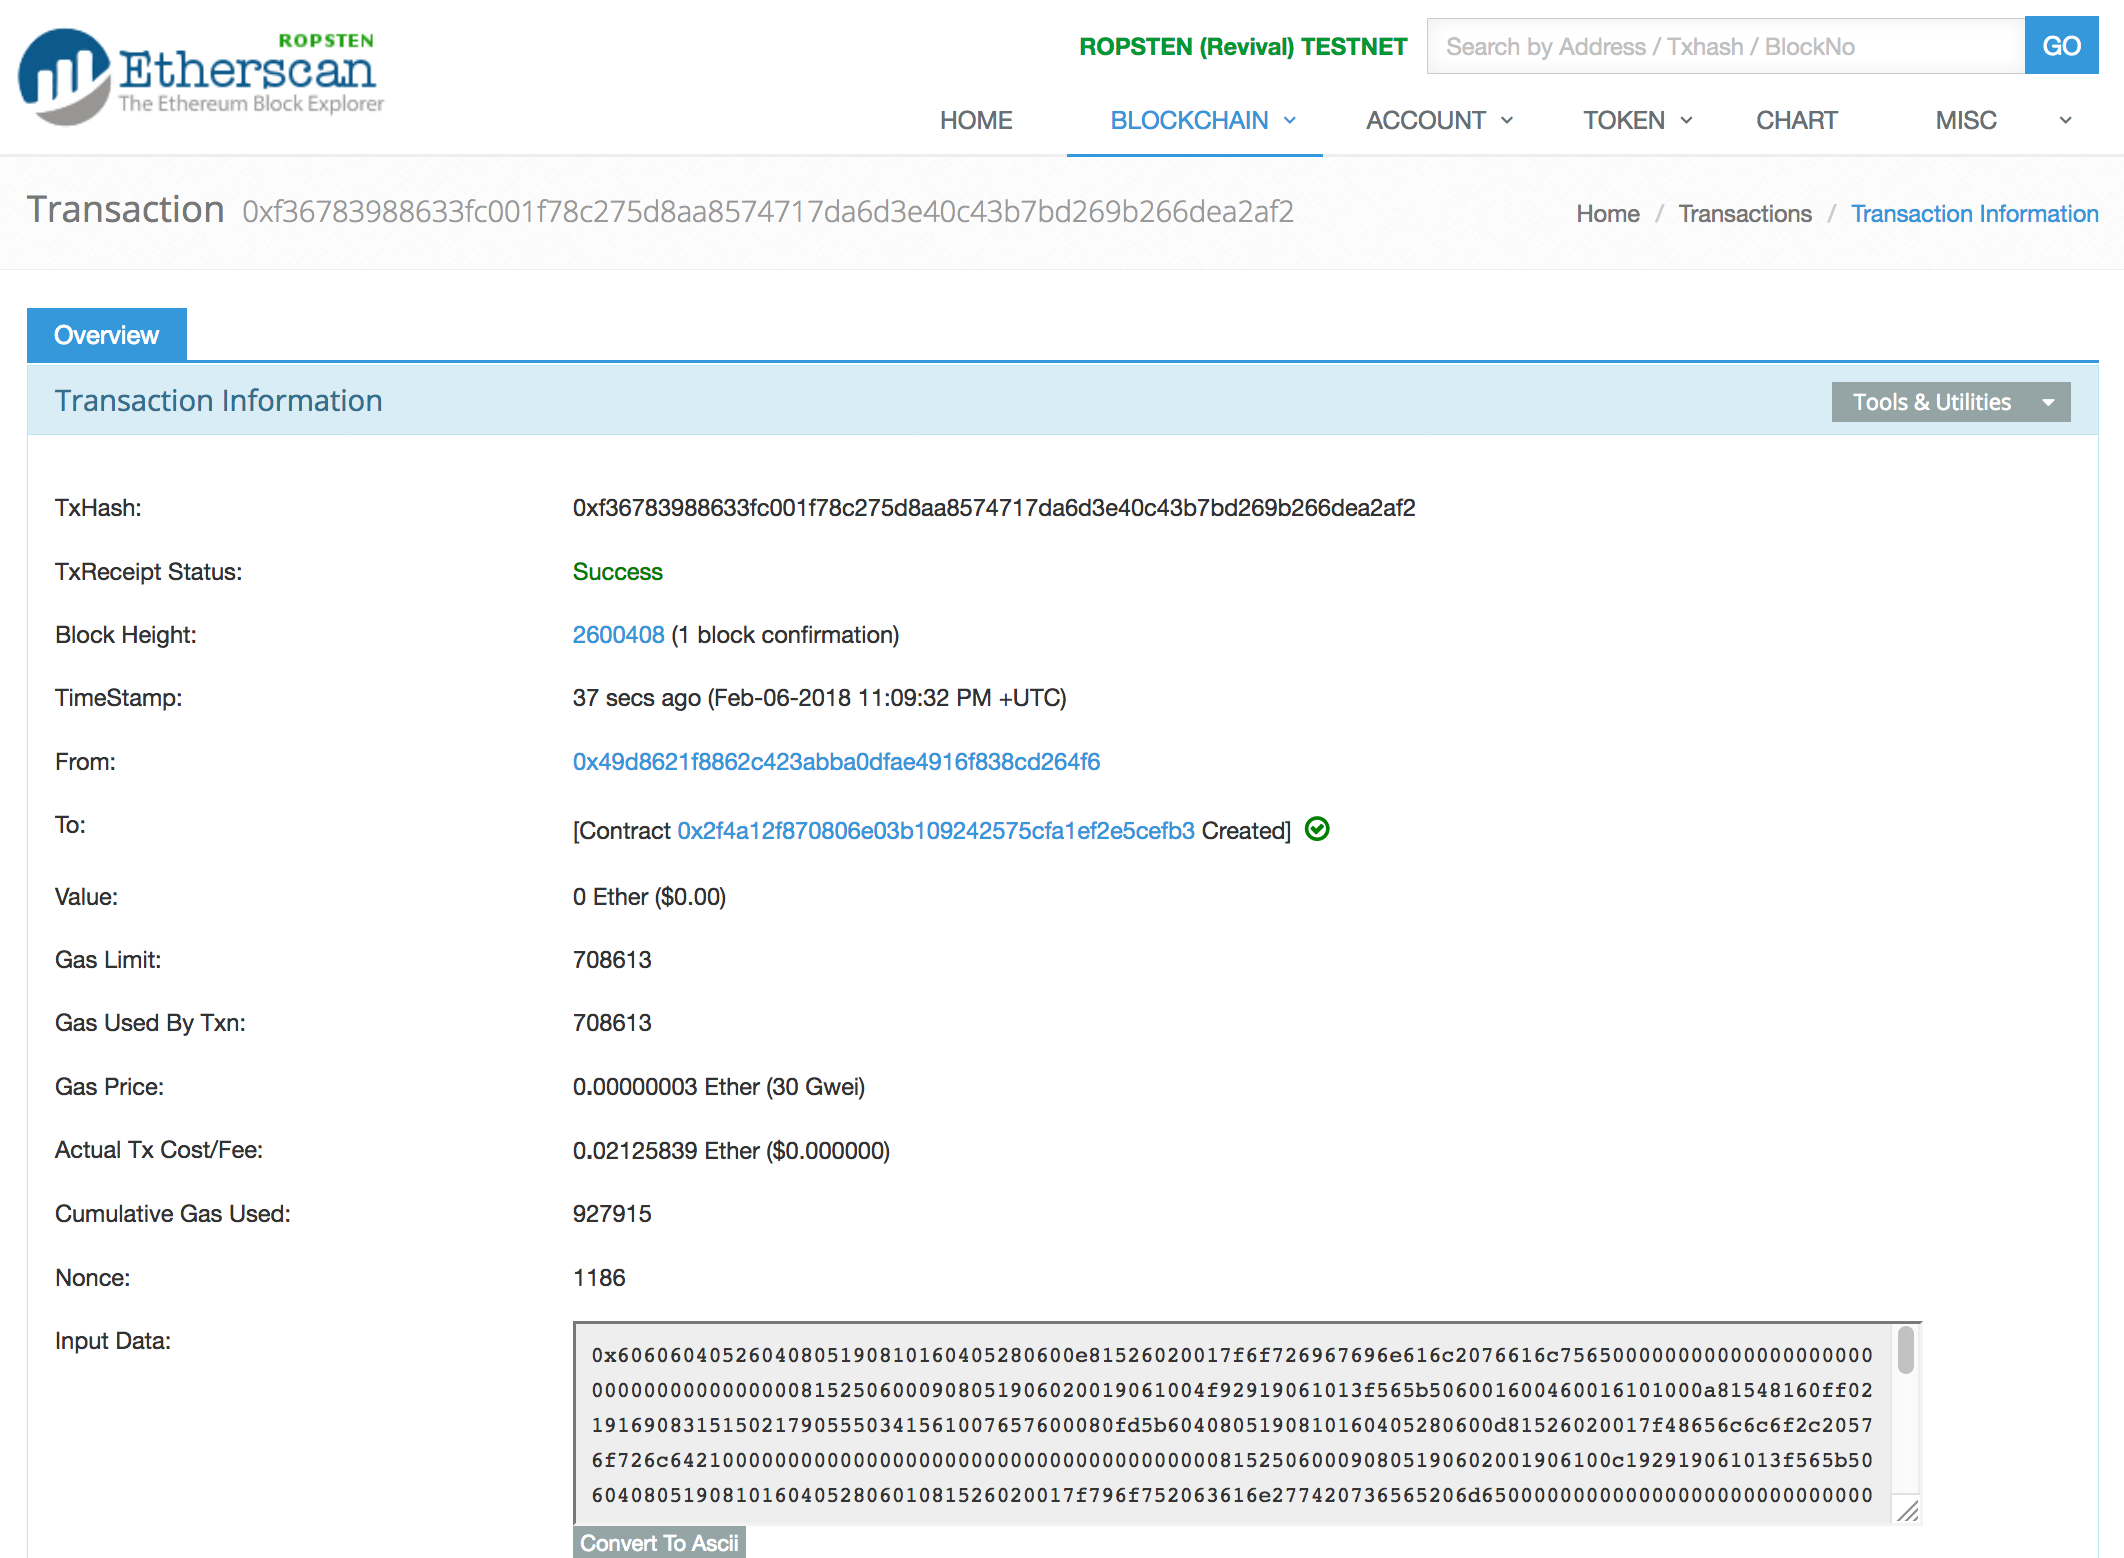 ROPSTEN
Etherscan
The Ethereum Block Explorer
ROPSTEN (Revival) TESTNET
Search by Address / Txhash / BlockNo
GO
HOME
BLOCKCHAIN
ACCOUNT
TOKEN
CHART
MISC
Transaction 0xf36783988633fc001f78c275d8aa8574717da6d3e40c43b7bd269b266dea2af2
Home / Transactions / Transaction Information
Overview
Transaction Information
Tools & Utilities
TxHash: 0xf36783988633fc001f78c275d8aa8574717da6d3e40c43b7bd269b266dea2af2
TxReceipt Status: Success
Block Height: 2600408 (1 block confirmation)
TimeStamp: 37 secs ago (Feb-06-2018 11:09:32 PM +UTC)
From: 0x49d8621f8862c423abba0dfae4916f838cd264f6
To: [Contract 0x2f4a12f870806e03b109242575cfa1ef2e5cefb3 Created]
Value: 0 Ether ($0.00)
Gas Limit: 708613
Gas Used By Txn: 708613
Gas Price: 0.00000003 Ether (30 Gwei)
Actual Tx Cost/Fee: 0.02125839 Ether ($0.000000)
Cumulative Gas Used: 927915
Nonce: 1186
Input Data:
0x6060604052604080519081016040528060​0e81526020017f6f726967696e616c2076616c75650000000000000000000000
000000000000000081525060009080519060200190​61004f92919061013f565b506001600460016101000a81548160ff02
1916908315150217905550341561007657600080fd5b6040805190810160405280600d81526020017f48656c6c6f2c2057
6f726c6421000000000000000000000000000000000000008152506000908051906020019061​00c192919061013f565b50
60408051908101604052806010​81526020017f796f752063616e277420736565206d6500000000000000000000000000
Convert To Ascii